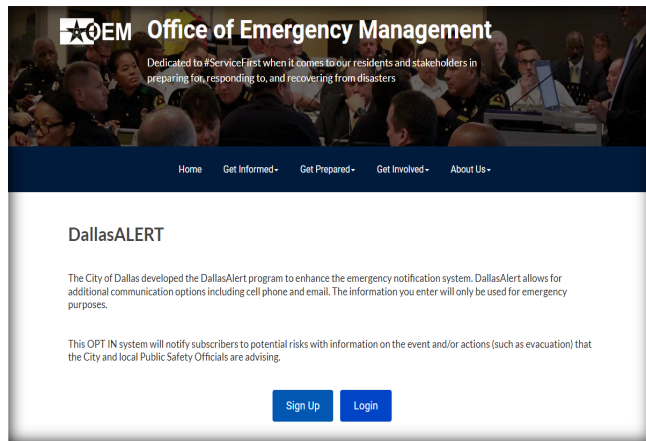 OEM Office of Emergency Management
Dedicated to #ServiceFirst when it comes to our residents and stakeholders in
preparing for, responding to, and recovering from disasters
Home Get Informed Get Prepared Get Involved About Us
DallasALERT
The City of Dallas developed the DallasAlert program to enhance the emergency notification system. DallasAlert allows for
additional communication options including cell phone and email. The information you enter will only be used for emergency
purposes.
This OPT IN system will notify subscribers to potential risks with information on the event and/or actions (such as evacuation) that
the City and local Public Safety Officials are advising.
Sign Up Login